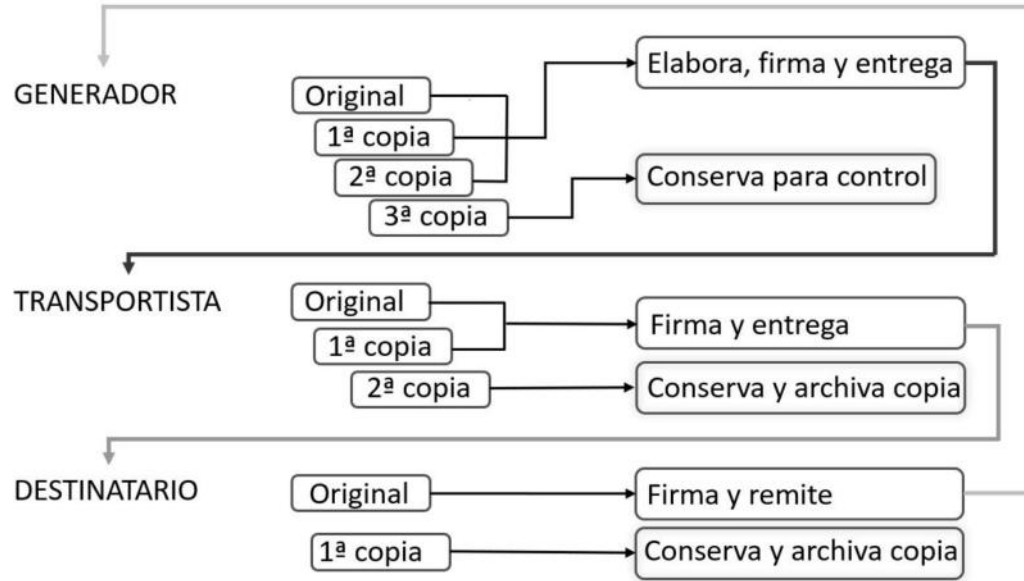 GENERADOR
Original
1ª copia
2ª copia
3ª copia
Elabora, firma y entrega
Conserva para control
TRANSPORTISTA
Original
1ª copia
2ª copia
Firma y entrega
Conserva y archiva copia
DESTINATARIO
Original
1ª copia
Firma y remite
Conserva y archiva copia